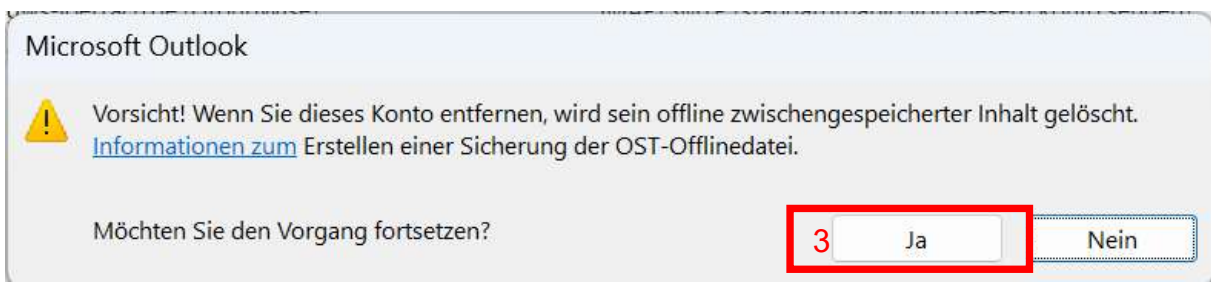 Microsoft Outlook
Vorsicht! Wenn Sie dieses Konto entfernen, wird sein offline zwischengespeicherter Inhalt gelöscht.
Informationen zum Erstellen einer Sicherung der OST-Offlinedatei.
Möchten Sie den Vorgang fortsetzen?
3 Ja Nein